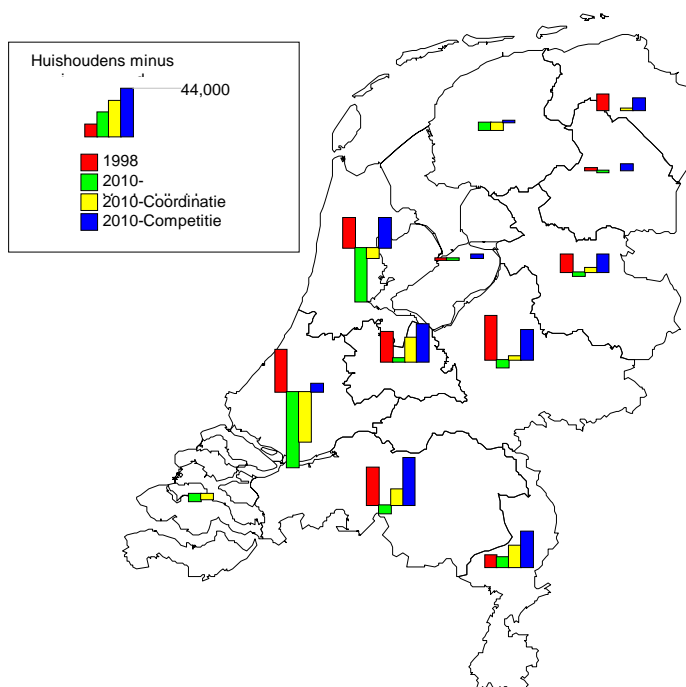 Huishoudens minus
44,000
1998
2010-
2010-Coördinatie
2010-Competitie